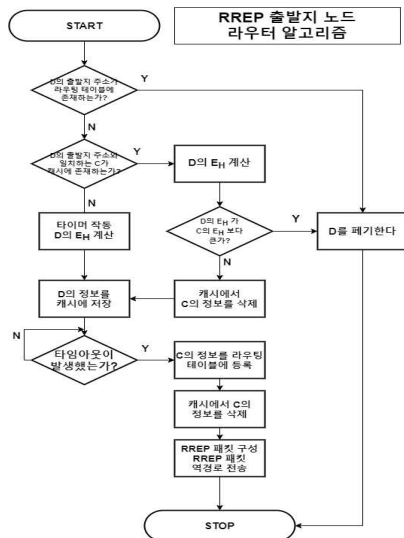 START
RREP 출발지 노드
라우터 알고리즘
D의 출발지 주소가
라우팅 테이블에
존재하는가?
Y
N
D의 출발지 주소와
일치하는 C가
캐시에 존재하는가?
Y
D의 EH 계산
N
타이머 작동
D의 EH 계산
D의 EH 가
C의 EH 보다
큰가?
Y
D를 폐기한다
N
D의 정보를
캐시에 저장
캐시에서
C의 정보를 삭제
N
타임아웃이
발생했는가?
Y
C의 정보를 라우팅
테이블에 등록
캐시에서 C의
정보를 삭제
RREP 패킷 구성
RREP 패킷
역경로 전송
STOP